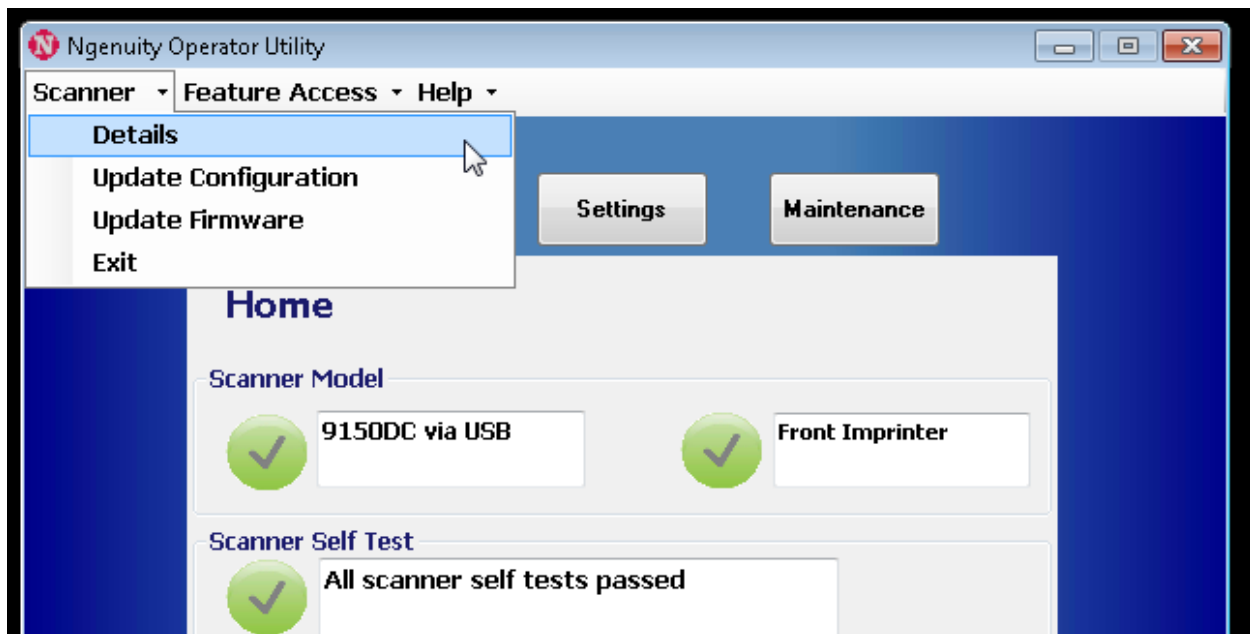 Ngenuity Operator Utility
Scanner Feature Access Help
Details
Update Configuration
Update Firmware
Exit
Settings Maintenance
Home
Scanner Model
9150DC via USB Front Imprinter
Scanner Self Test
All scanner self tests passed